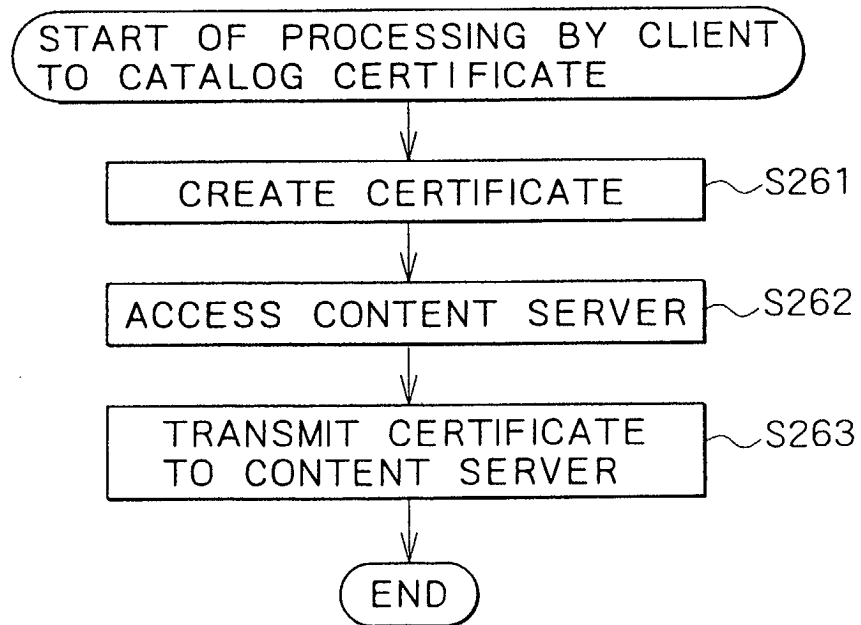 START OF PROCESSING BY CLIENT
TO CATALOG CERTIFICATE
CREATE CERTIFICATE
S261
ACCESS CONTENT SERVER
S262
TRANSMIT CERTIFICATE
TO CONTENT SERVER
S263
END